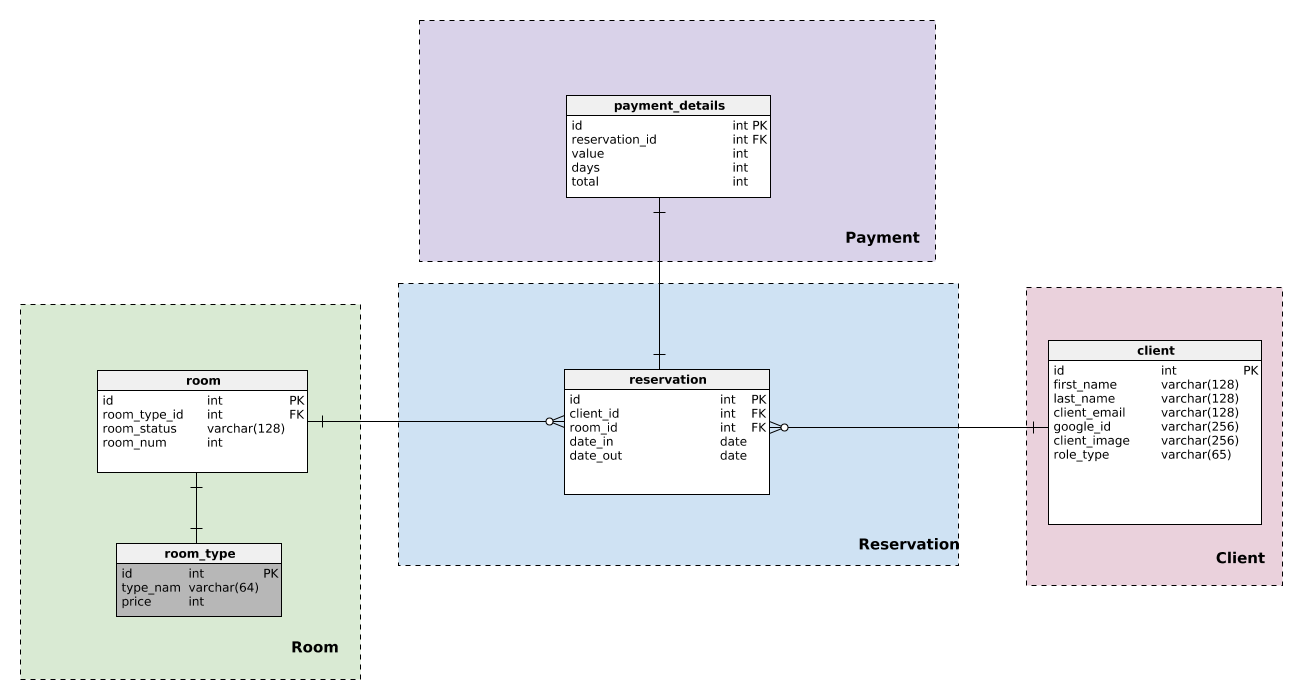 payment_details
id int PK
reservation_id int FK
value int
days int
total int
Payment
room
id int PK
room_type_id int FK
room_status varchar(128)
room_num int
room_type
id int PK
type_nam varchar(64)
price int
Room
reservation
id int PK
client_id int FK
room_id int FK
date_in date
date_out date
Reservation
client
id int PK
first_name varchar(128)
last_name varchar(128)
client_email varchar(128)
google_id varchar(256)
client_image varchar(256)
role_type varchar(65)
Client